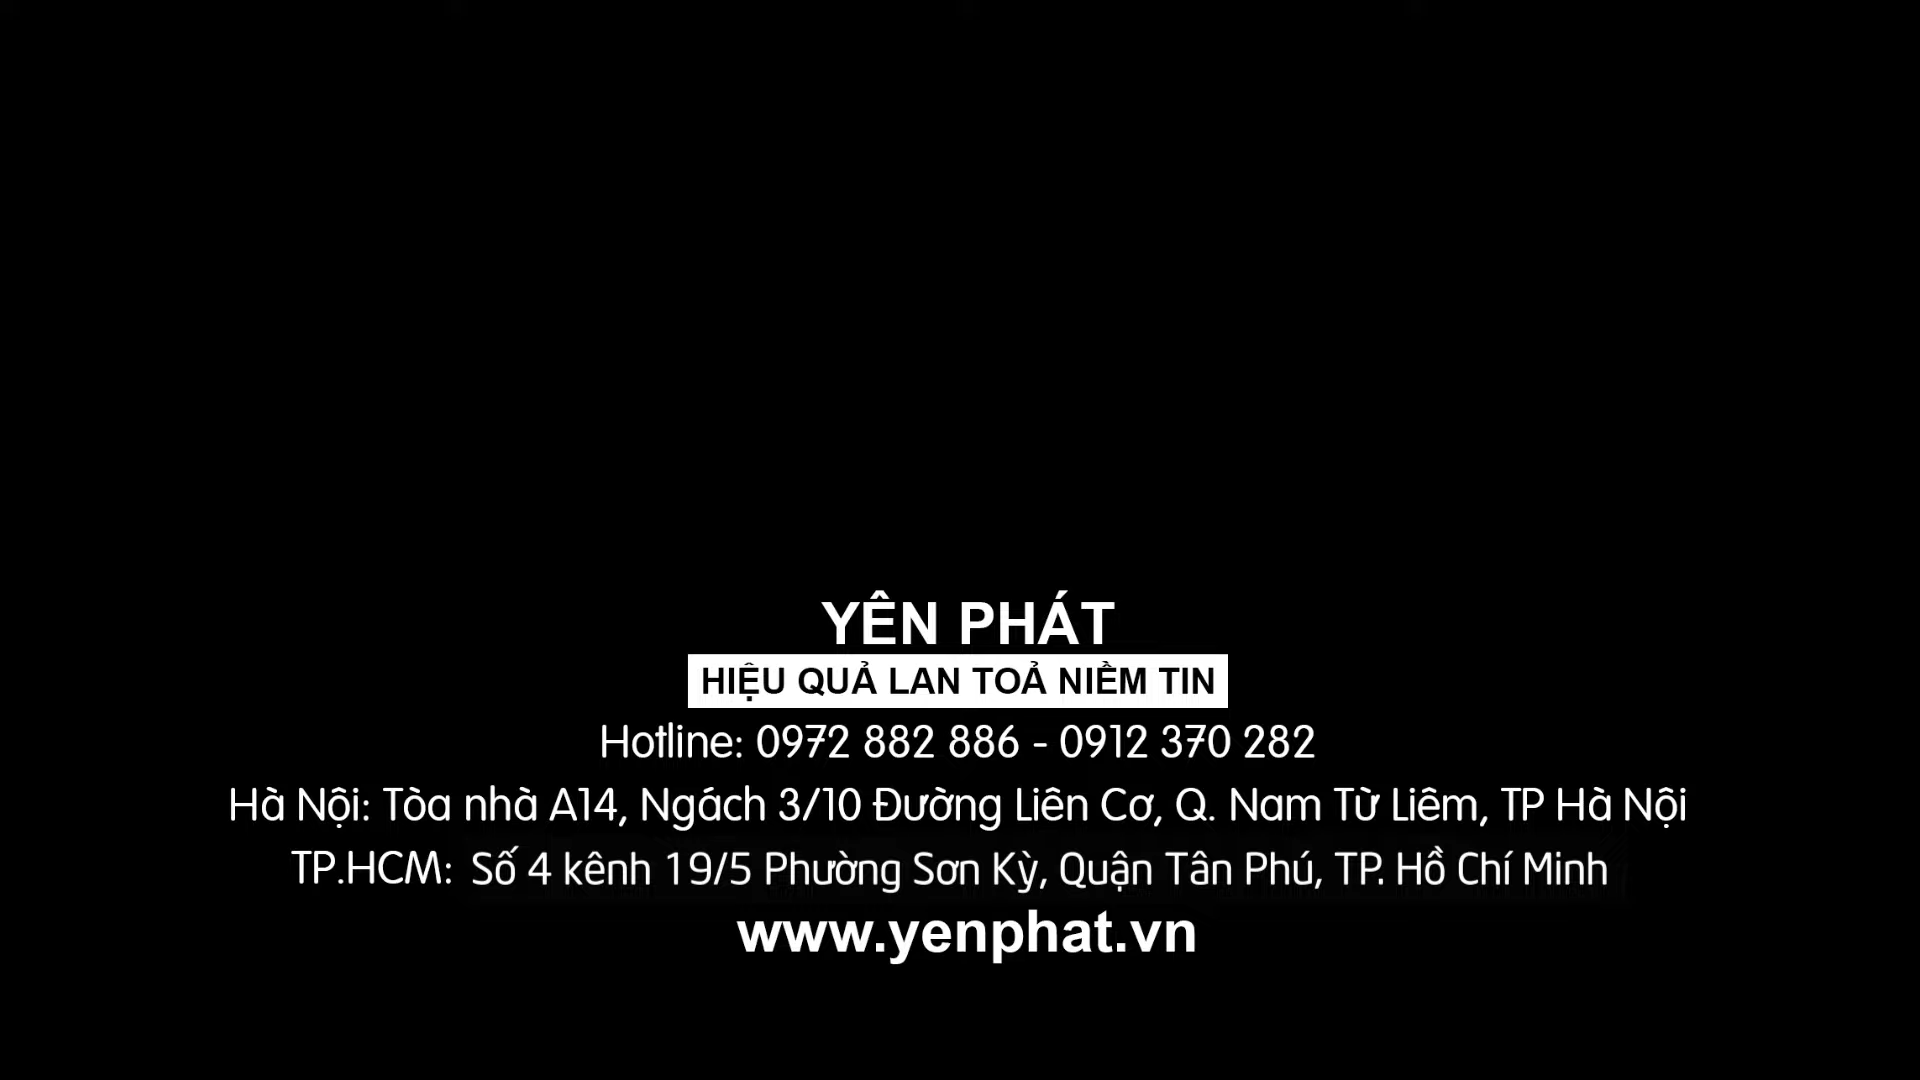 YÊN PHÁT
HIỆU QUẢ LAN TOẢ NIỀM TIN
Hotline: 0972 882 886 - 0912 370 282
Hà Nội: Tòa nhà A14, Ngách 3/10 Đường Liên Cơ, Q. Nam Từ Liêm, TP Hà Nội
TP.HCM: Số 4 kênh 19/5 Phường Sơn Kỳ, Quận Tân Phú, TP. Hồ Chí Minh
www.yenphat.vn